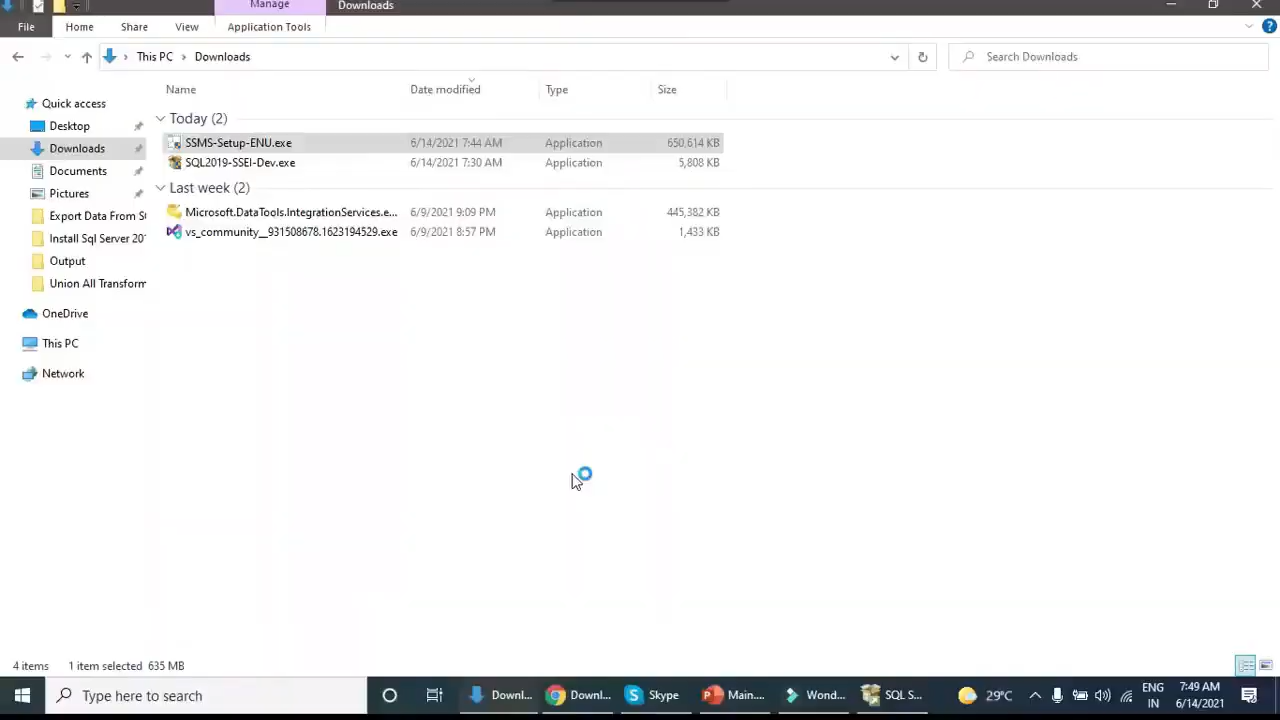 Manage
Downloads
File Home Share View Application Tools
This PC Downloads
Search Downloads
Name Date modified Type Size
Quick access
Desktop
Downloads
Documents
Pictures
Export Data From
Install Sql Server
Output
Union All Transform
OneDrive
This PC
Network
Today (2)
SSMS-Setup-ENU.exe 6/14/2021 7:44 AM Application 650,614 KB
SQL2019-SSEI-Dev.exe 6/14/2021 7:30 AM Application 5,808 KB
Last week (2)
Microsoft.DataTools.IntegrationServices.e... 6/9/2021 9:09 PM Application 445,382 KB
vs_community__931508678.1623194529.exe 6/9/2021 8:57 PM Application 1,433 KB
4 items 1 item selected 635 MB
Type here to search
Downl...
Downl...
Skype
Main....
Wond...
SQL S...
29°C
ENG
IN
7:49 AM
6/14/2021